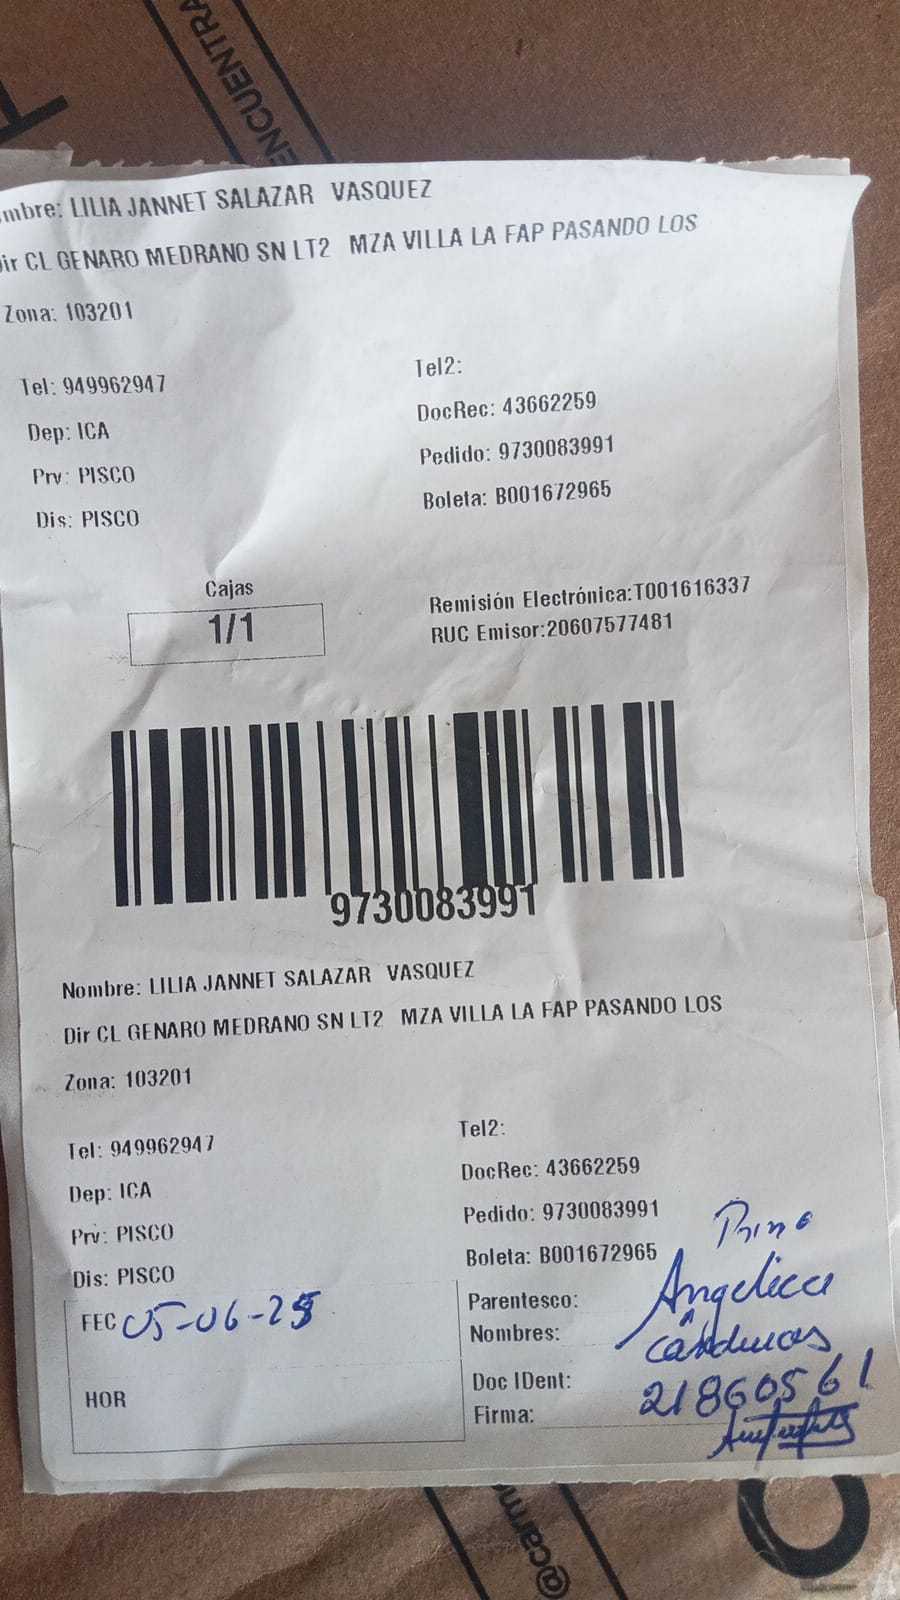 ENCUENTRA
mbre: LILIA JANNET SALAZAR VASQUEZ
Dir CL GENARO MEDRANO SN LT2 MZA VILLA LA FAP PASANDO LOS
Zona: 103201
Tel: 949962947
Tel2:
DocRec: 43662259
Dep: ICA
Pedido: 9730083991
Prv: PISCO
Boleta: B001672965
Dis: PISCO
Cajas
1/1
Remisión Electrónica:T001616337
RUC Emisor:20607577481
9730083991
Nombre: LILIA JANNET SALAZAR VASQUEZ
Dir CL GENARO MEDRANO SN LT2 MZA VILLA LA FAP PASANDO LOS
Zona: 103201
Tel: 949962947
Tel2:
DocRec: 43662259
Dep: ICA
Pedido: 9730083991
Prv: PISCO
Boleta: B001672965
Dis: PISCO
FEC 05-06-25
HOR
Parentesco: Prima
Nombres: Angelica
cárdenas
Doc IDent: 21860561
Firma:
@carm